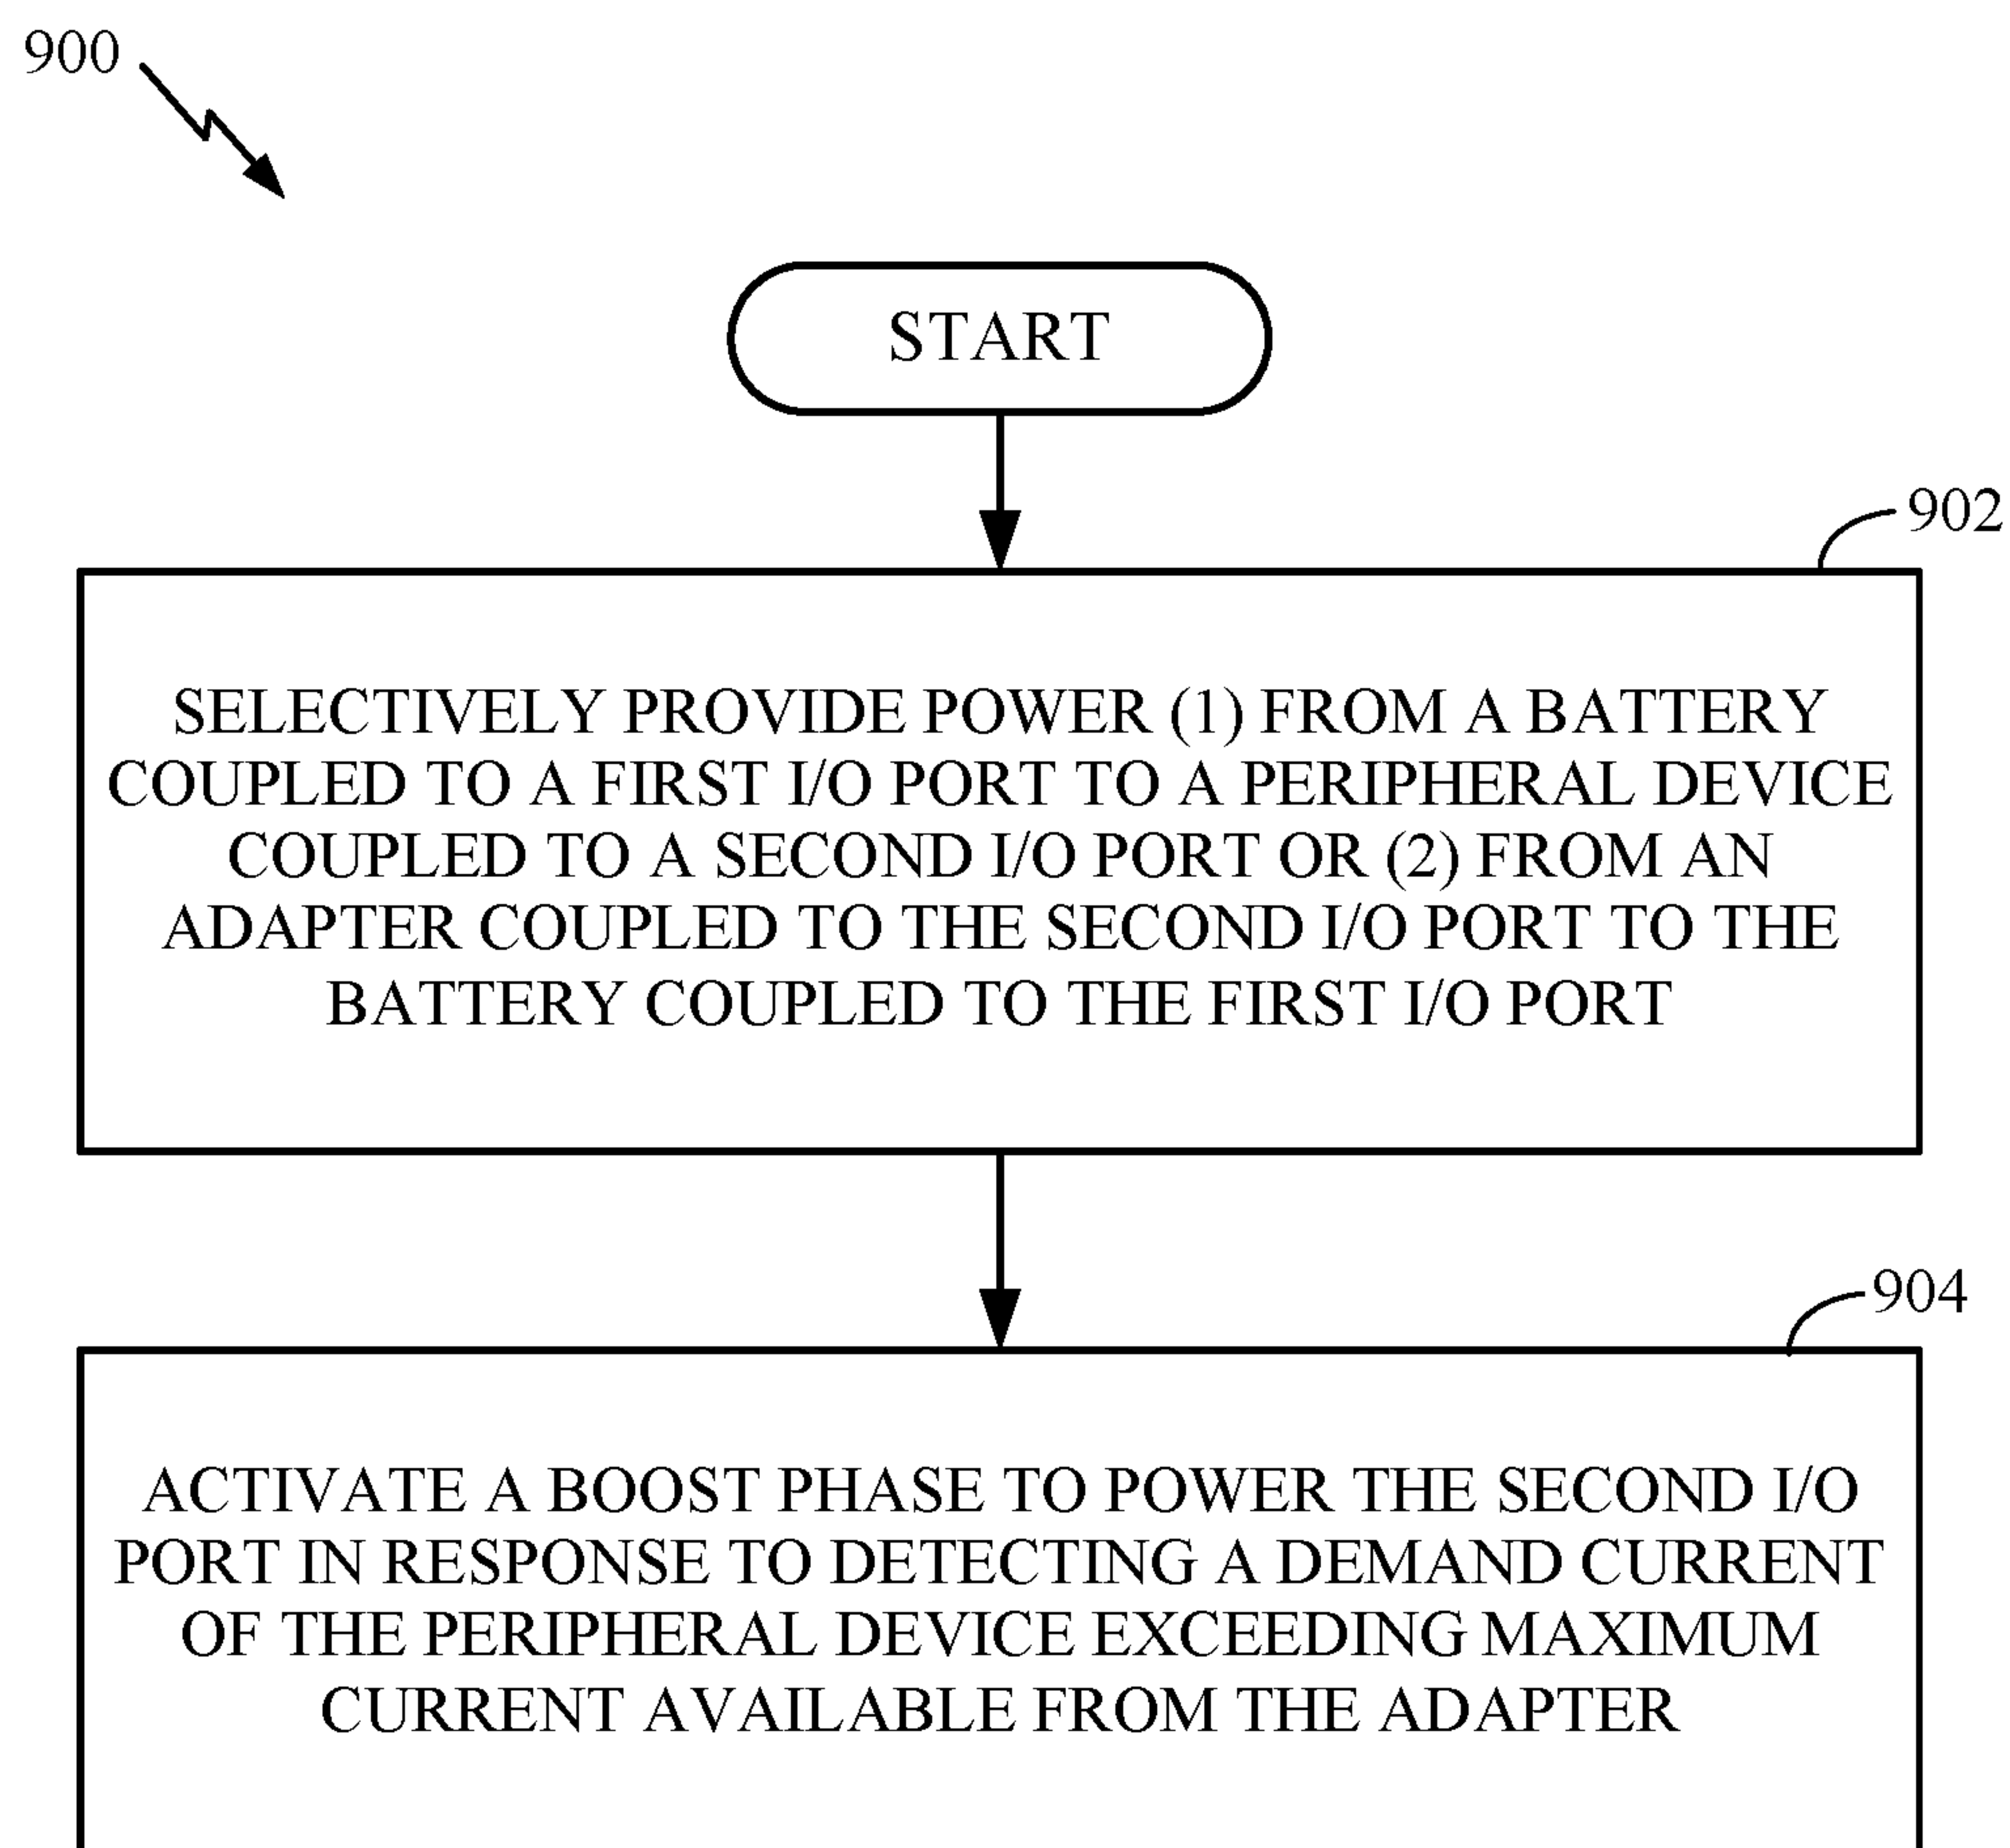 900
START
902
SELECTIVELY PROVIDE POWER (1) FROM A BATTERY
COUPLED TO A FIRST I/O PORT TO A PERIPHERAL DEVICE
COUPLED TO A SECOND I/O PORT OR (2) FROM AN
ADAPTER COUPLED TO THE SECOND I/O PORT TO THE
BATTERY COUPLED TO THE FIRST I/O PORT
904
ACTIVATE A BOOST PHASE TO POWER THE SECOND I/O
PORT IN RESPONSE TO DETECTING A DEMAND CURRENT
OF THE PERIPHERAL DEVICE EXCEEDING MAXIMUM
CURRENT AVAILABLE FROM THE ADAPTER